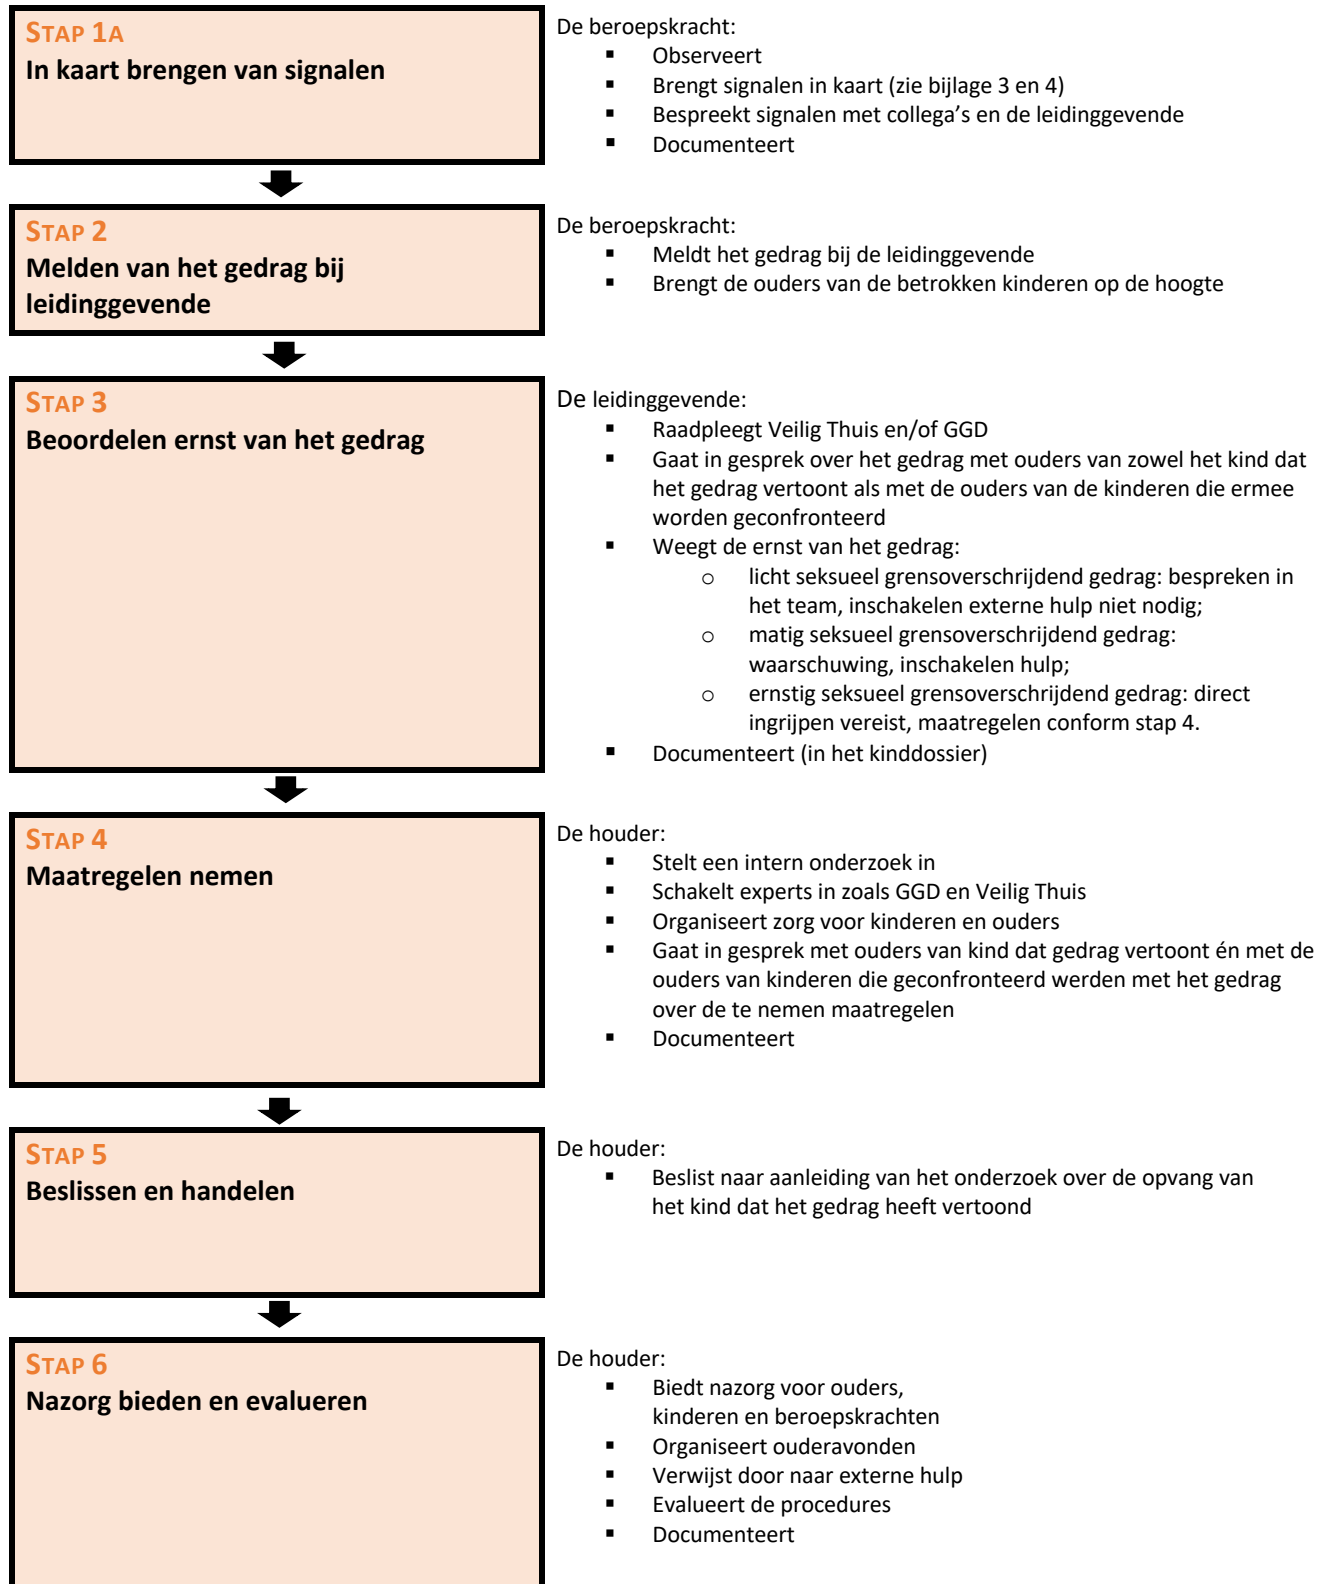 STAP 1A
In kaart brengen van signalen
De beroepskracht:
▪ Observeert
▪ Brengt signalen in kaart (zie bijlage 3 en 4)
▪ Bespreekt signalen met collega's en de leidinggevende
▪ Documenteert
STAP 2
Melden van het gedrag bij
leidinggevende
De beroepskracht:
▪ Meldt het gedrag bij de leidinggevende
▪ Brengt de ouders van de betrokken kinderen op de hoogte
STAP 3
Beoordelen ernst van het gedrag
De leidinggevende:
▪ Raadpleegt Veilig Thuis en/of GGD
▪ Gaat in gesprek over het gedrag met ouders van zowel het kind dat
het gedrag vertoont als met de ouders van de kinderen die ermee
worden geconfronteerd
▪ Weegt de ernst van het gedrag:
o licht seksueel grensoverschrijdend gedrag: bespreken in
het team, inschakelen externe hulp niet nodig;
o matig seksueel grensoverschrijdend gedrag:
waarschuwing, inschakelen hulp;
o ernstig seksueel grensoverschrijdend gedrag: direct
ingrijpen vereist, maatregelen conform stap 4.
▪ Documenteert (in het kinddossier)
STAP 4
Maatregelen nemen
De houder:
▪ Stelt een intern onderzoek in
▪ Schakelt experts in zoals GGD en Veilig Thuis
▪ Organiseert zorg voor kinderen en ouders
▪ Gaat in gesprek met ouders van kind dat gedrag vertoont én met de
ouders van kinderen die geconfronteerd werden met het gedrag
over de te nemen maatregelen
▪ Documenteert
STAP 5
Beslissen en handelen
De houder:
▪ Beslist naar aanleiding van het onderzoek over de opvang van
het kind dat het gedrag heeft vertoond
STAP 6
Nazorg bieden en evalueren
De houder:
▪ Biedt nazorg voor ouders,
kinderen en beroepskrachten
▪ Organiseert ouderavonden
▪ Verwijst door naar externe hulp
▪ Evalueert de procedures
▪ Documenteert